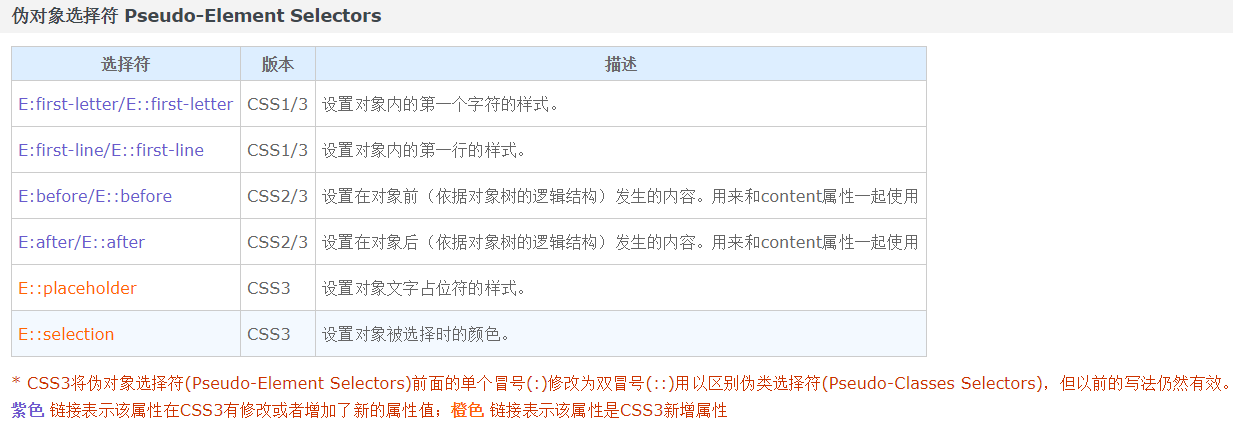 伪对象选择符 Pseudo-Element Selectors
选择符 版本 描述
E:first-letter/E::first-letter CSS1/3 设置对象内的第一个字符的样式。
E:first-line/E::first-line CSS1/3 设置对象内的第一行的样式。
E:before/E::before CSS2/3 设置在对象前（依据对象树的逻辑结构）发生的内容。用来和content属性一起使用
E:after/E::after CSS2/3 设置在对象后（依据对象树的逻辑结构）发生的内容。用来和content属性一起使用
E::placeholder CSS3 设置对象文字占位符的样式。
E::selection CSS3 设置对象被选择时的颜色。
* CSS3将伪对象选择符(Pseudo-Element Selectors)前面的单个冒号(:)修改为双冒号(::)用以区别伪类选择符(Pseudo-Classes Selectors)，但以前的写法仍然有效。
紫色 链接表示该属性在CSS3有修改或者增加了新的属性值；橙色 链接表示该属性是CSS3新增属性